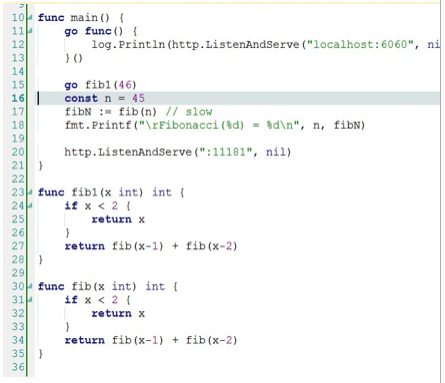 9
10 func main() {
11     go func() {
12         log.Println(http.ListenAndServe("localhost:6060", ni
13     }()
14
15     go fib1(46)
16     const n = 45
17     fibN := fib(n) // slow
18     fmt.Printf("\rFibonacci(%d) = %d\n", n, fibN)
19
20     http.ListenAndServe(":11181", nil)
21 }
22
23 func fib1(x int) int {
24     if x < 2 {
25         return x
26     }
27     return fib(x-1) + fib(x-2)
28 }
29
30 func fib(x int) int {
31     if x < 2 {
32         return x
33     }
34     return fib(x-1) + fib(x-2)
35 }
36